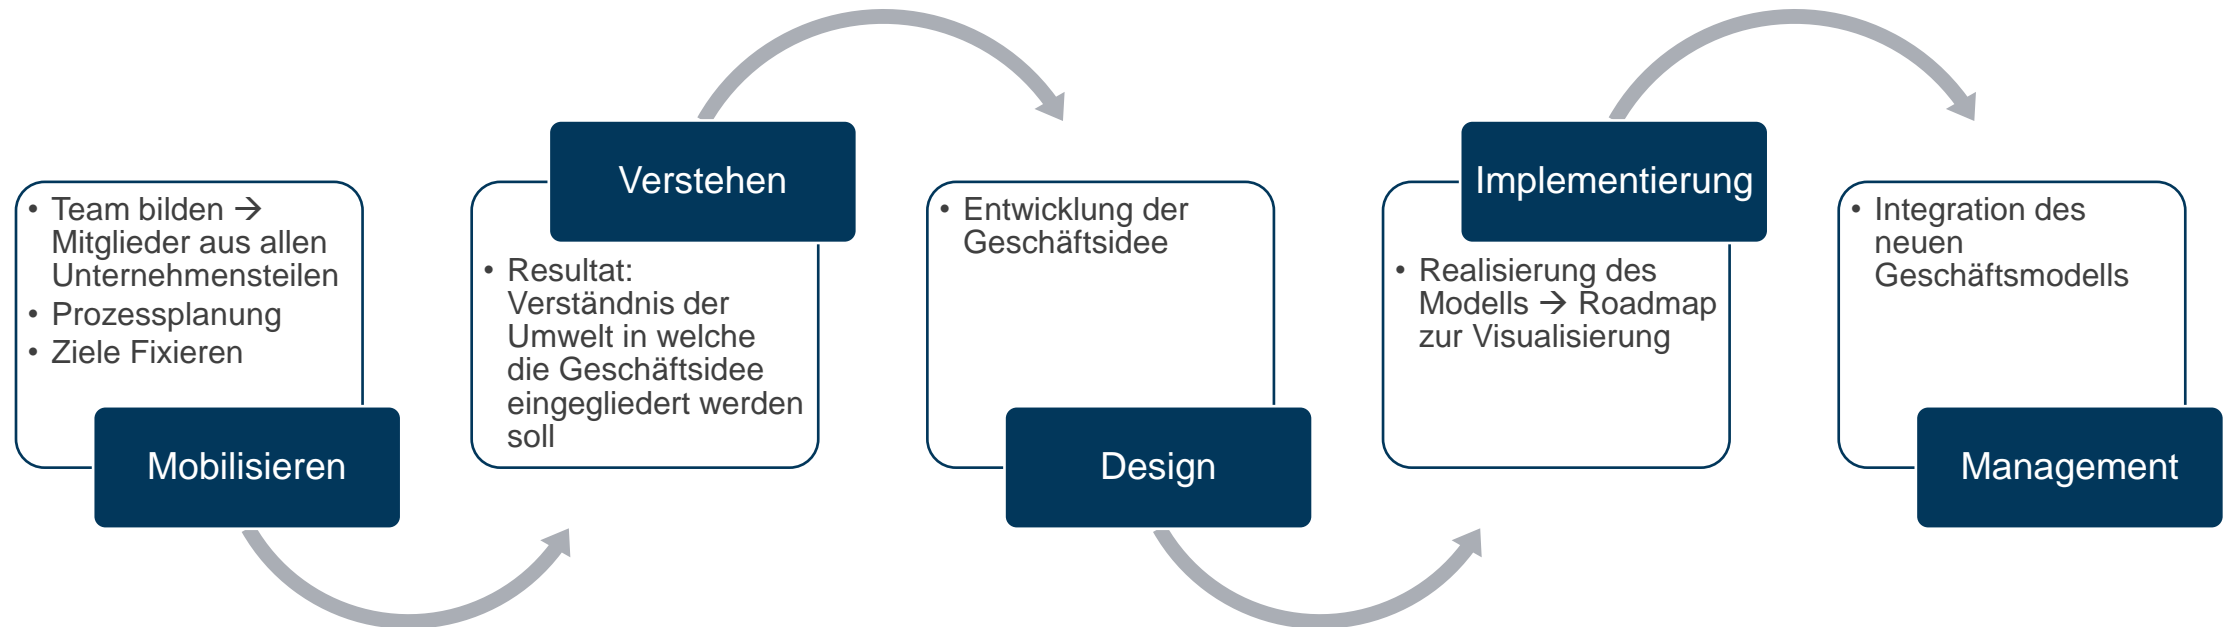 • Team bilden →
Mitglieder aus allen
Unternehmensteilen
• Prozessplanung
• Ziele Fixieren
Mobilisieren
Verstehen
• Resultat:
Verständnis der
Umwelt in welche
die Geschäftsidee
eingegliedert werden
soll
• Entwicklung der
Geschäftsidee
Design
Implementierung
• Realisierung des
Modells → Roadmap
zur Visualisierung
• Integration des
neuen
Geschäftsmodells
Management